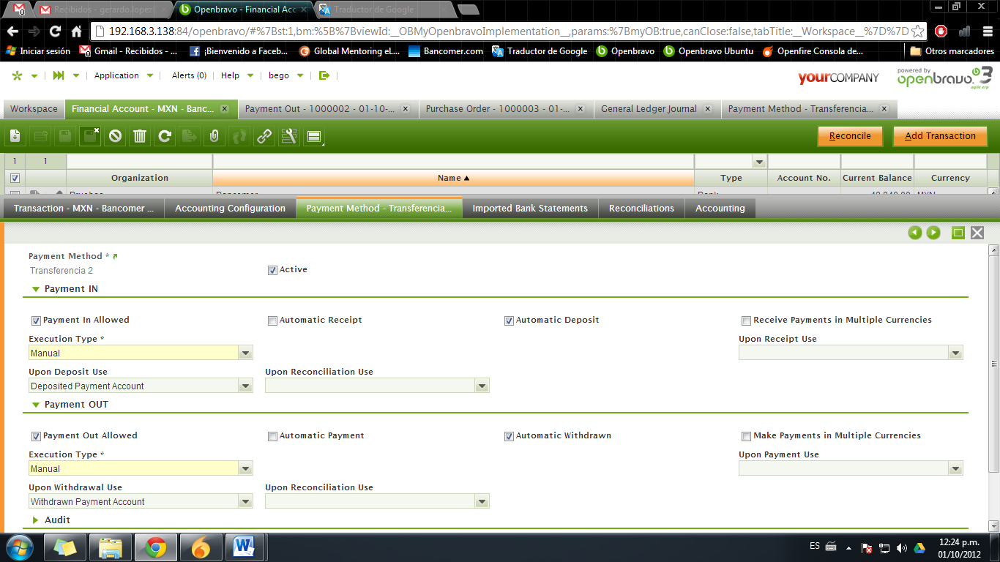 0 Recibidos - gerardo.lopez × Openbravo - Financial Acc × Traductor de Google ×
192.168.3.138:84/openbravo/#%7Bst:1,bm:%5B%7BviewId:__OBMyOpenbravoImplementation__,params:%7BmyOB:true,canClose:false,tabTitle:__Workspace__%7D%7D
Iniciar sesión Gmail - Recibidos - ... ¡Bienvenido a Faceb... Global Mentoring eL... Bancomer.com Traductor de Google Openbravo Openbravo Ubuntu Openfire Consola de... Otros marcadores
Application Alerts (0) Help bego yourCOMPANY powered by openbravo 3 agile erp
Workspace Financial Account - MXN - Banc... Payment Out - 1000002 - 01-10-... Purchase Order - 1000003 - 01-... General Ledger Journal Payment Method - Transferencia...
Reconcile Add Transaction
1 1
Organization Name Type Account No. Current Balance Currency
Transaction - MXN - Bancomer ... Accounting Configuration Payment Method - Transferencia... Imported Bank Statements Reconciliations Accounting
Payment Method *
Transferencia 2 Active
Payment IN
Payment In Allowed Automatic Receipt Automatic Deposit Receive Payments in Multiple Currencies
Execution Type * Upon Receipt Use
Manual
Upon Deposit Use Upon Reconciliation Use
Deposited Payment Account
Payment OUT
Payment Out Allowed Automatic Payment Automatic Withdrawn Make Payments in Multiple Currencies
Execution Type * Upon Payment Use
Manual
Upon Withdrawal Use Upon Reconciliation Use
Withdrawn Payment Account
Audit
ES 12:24 p.m.
01/10/2012